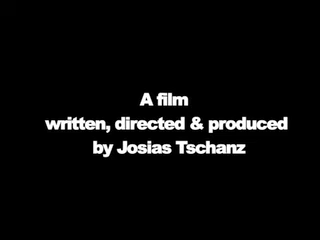 A film
written, directed & produced
by Josias Tschanz